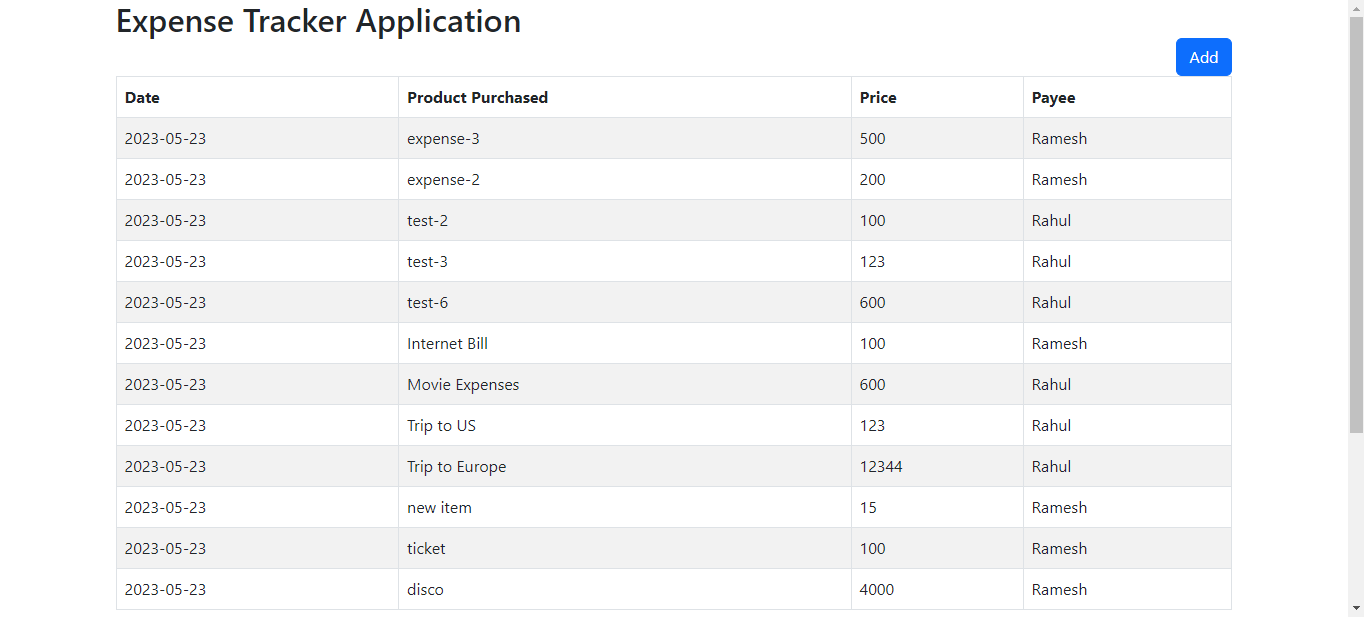 Expense Tracker Application
Add
Date Product Purchased Price Payee
2023-05-23 expense-3 500 Ramesh
2023-05-23 expense-2 200 Ramesh
2023-05-23 test-2 100 Rahul
2023-05-23 test-3 123 Rahul
2023-05-23 test-6 600 Rahul
2023-05-23 Internet Bill 100 Ramesh
2023-05-23 Movie Expenses 600 Rahul
2023-05-23 Trip to US 123 Rahul
2023-05-23 Trip to Europe 12344 Rahul
2023-05-23 new item 15 Ramesh
2023-05-23 ticket 100 Ramesh
2023-05-23 disco 4000 Ramesh